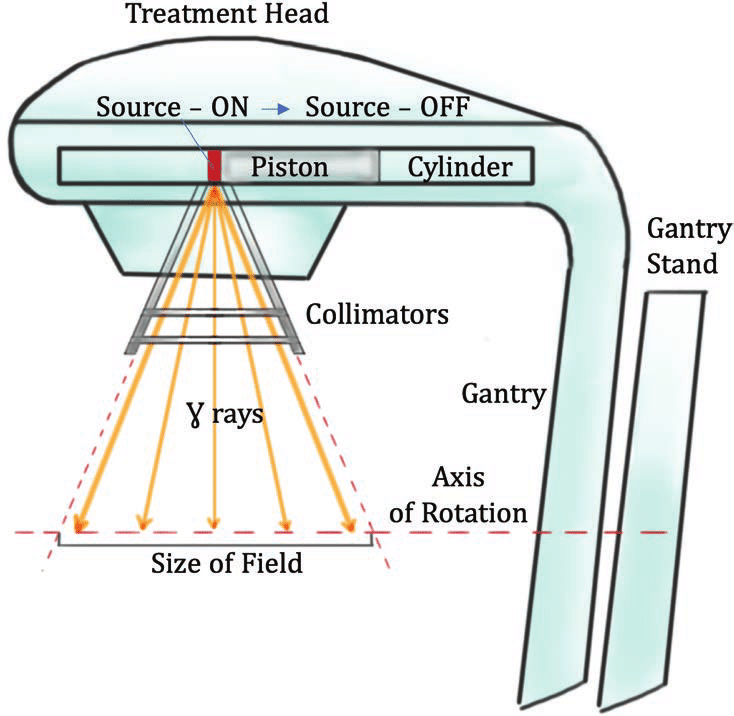 Treatment Head
Source – ON → Source – OFF
Piston
Cylinder
Gantry
Stand
Collimators
Gantry
Ɣ rays
Axis
of Rotation
Size of Field